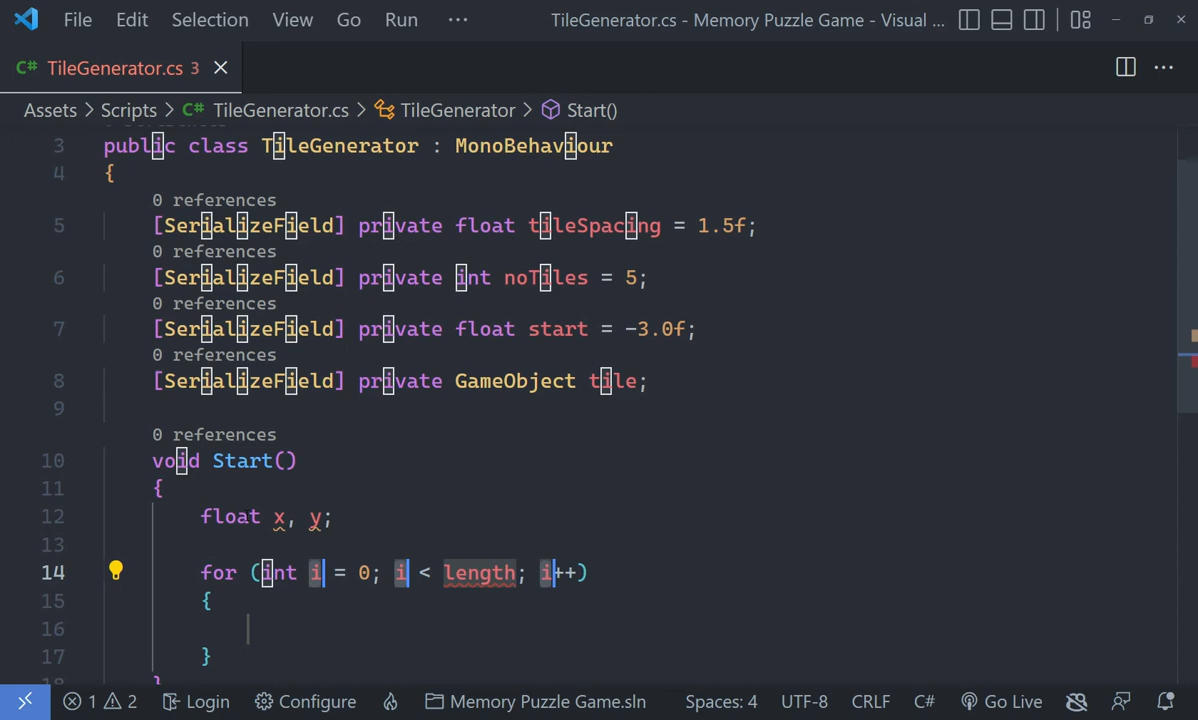 File Edit Selection View Go Run ··· TileGenerator.cs - Memory Puzzle Game - Visual ...
C# TileGenerator.cs 3
Assets > Scripts > C# TileGenerator.cs > TileGenerator > Start()
3 public class TileGenerator : MonoBehaviour
4 {
0 references
5 [SerializeField] private float tileSpacing = 1.5f;
0 references
6 [SerializeField] private int noTiles = 5;
0 references
7 [SerializeField] private float start = -3.0f;
0 references
8 [SerializeField] private GameObject tile;
9
0 references
10 void Start()
11 {
12 float x, y;
13
14 for (int i = 0; i < length; i++)
15 {
16
17 }
1 2 Login Configure Memory Puzzle Game.sln Spaces: 4 UTF-8 CRLF C# Go Live